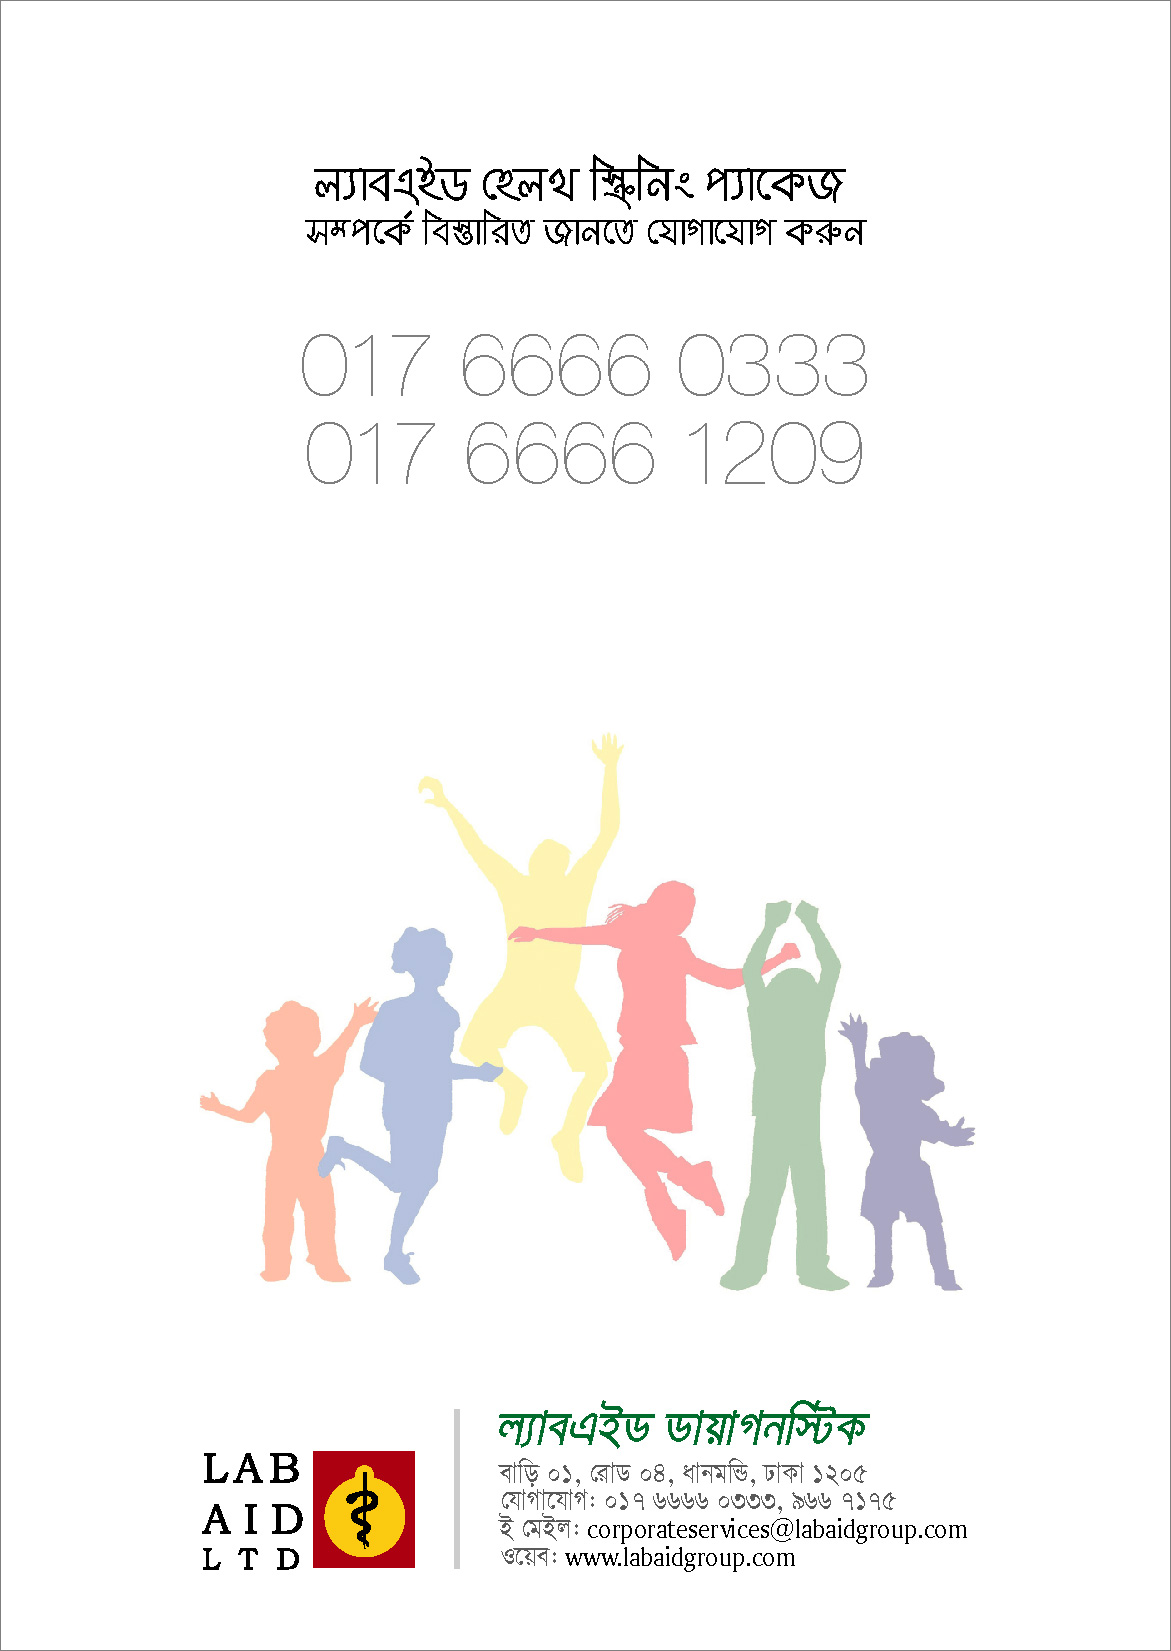 ল্যাবএইড হেলথ স্ক্রিনিং প্যাকেজ
সম্পর্কে বিস্তারিত জানতে যোগাযোগ করুন
017 6666 0333
017 6666 1209
LAB
AID
LTD
ল্যাবএইড ডায়াগনস্টিক
বাড়ি ০১, রোড ০৪, ধানমন্ডি, ঢাকা ১২০৫
যোগাযোগ: ০১৭ ৬৬৬৬ ০৩৩৩, ৯৬৬ ৭১৭৫
ই মেইল: corporateservices@labaidgroup.com
ওয়েব: www.labaidgroup.com